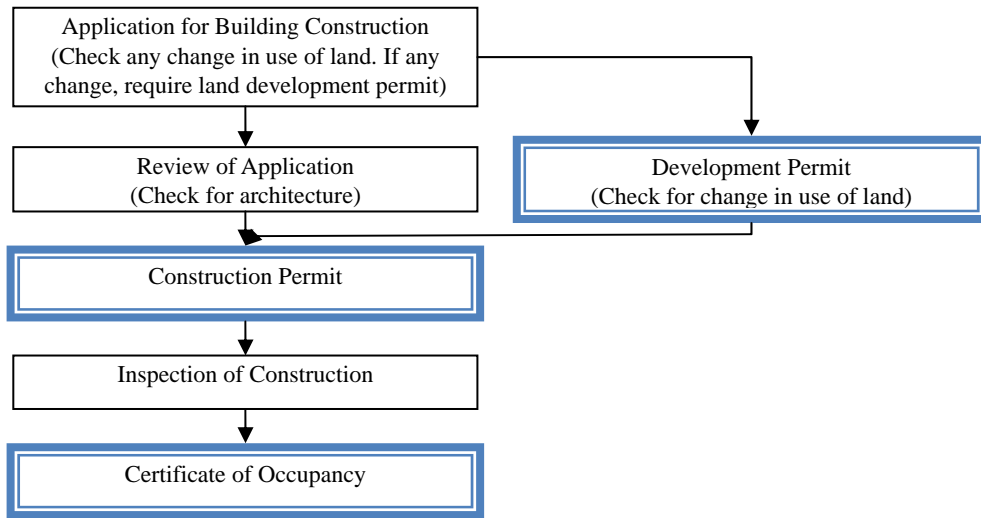 Application for Building Construction
(Check any change in use of land. If any
change, require land development permit)
Review of Application
(Check for architecture)
Development Permit
(Check for change in use of land)
Construction Permit
Inspection of Construction
Certificate of Occupancy